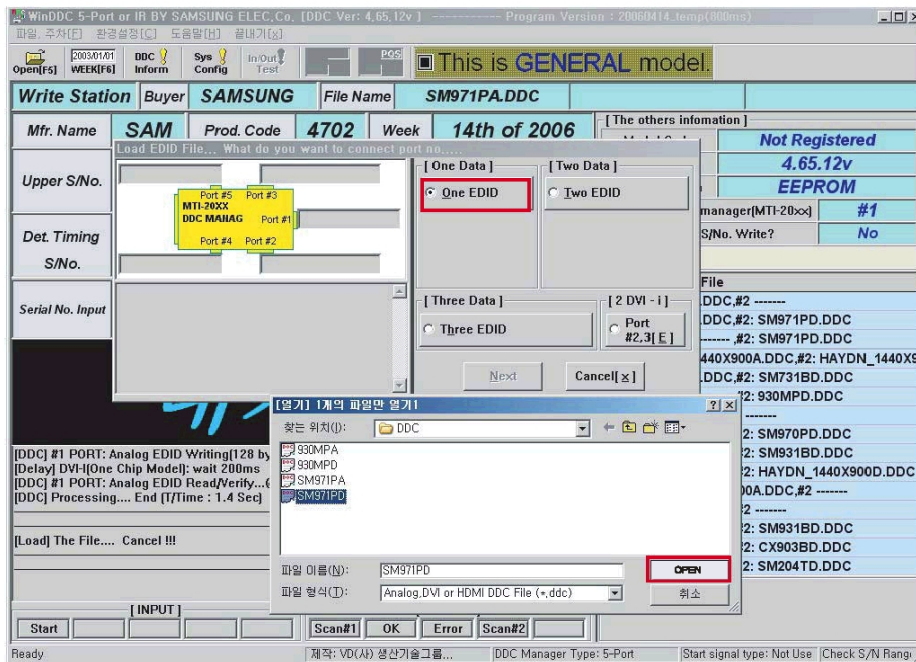 WinDDC 5-Port or IR BY SAMSUNG ELEC,Co, [DDC Ver: 4,65,12v ] ---------- Program Version : 20060414_temp(800ms)
파일, 주차[F] 환경설정[C] 도움말[H] 끝내기[x]
Open[F5] 2003/01/01 WEEK[F6] DDC Inform Sys Config In/Out Test POS This is GENERAL model.
Write Station Buyer SAMSUNG File Name SM971PA.DDC
Mfr. Name SAM Prod. Code 4702 Week 14th of 2006
[ The others infomation ]
Not Registered
4.65.12v
EEPROM
manager(MTI-20xx) #1
S/No. Write? No
Upper S/No.
Det. Timing
S/No.
Serial No. Input
Load EDID File... What do you want to connect port no.....
Port #5 Port #3
MTI-20XX
DDC MANAG Port #1
Port #4 Port #2
[ One Data ] [ Two Data ]
One EDID Two EDID
[ Three Data ] [ 2 DVI - i ]
Three EDID Port #2,3[ E ]
Next Cancel[ x ]
File
.DDC,#2 -------
.DDC,#2: SM971PD.DDC
------ ,#2: SM971PD.DDC
440X900A.DDC,#2: HAYDN_1440X9
.DDC,#2: SM731BD.DDC
#2: 930MPD.DDC
-------
2: SM970PD.DDC
#2: SM931BD.DDC
2: HAYDN_1440X900D.DDC
00A.DDC,#2 -------
#2 -------
#2: SM931BD.DDC
#2: CX903BD.DDC
2: SM204TD.DDC
[열기] 1개의 파일만 열기1
찾는 위치(I): DDC
930MPA
930MPD
SM971PA
SM971PD
파일 이름(N): SM971PD OPEN
파일 형식(T): Analog,DVI or HDMI DDC File (*,ddc) 취소
[DDC] #1 PORT: Analog EDID Writing(128 by
[Delay] DVI-I(One Chip Model): wait 200ms
[DDC] #1 PORT: Analog EDID Read/Verify...
[DDC] Processing.... End [T/Time : 1.4 Sec]
[Load] The File.... Cancel !!!
[ INPUT ]
Start Scan#1 OK Error Scan#2
Ready 제작: VD(사) 생산기술그룹... DDC Manager Type: 5-Port Start signal type: Not Use Check S/N Rang